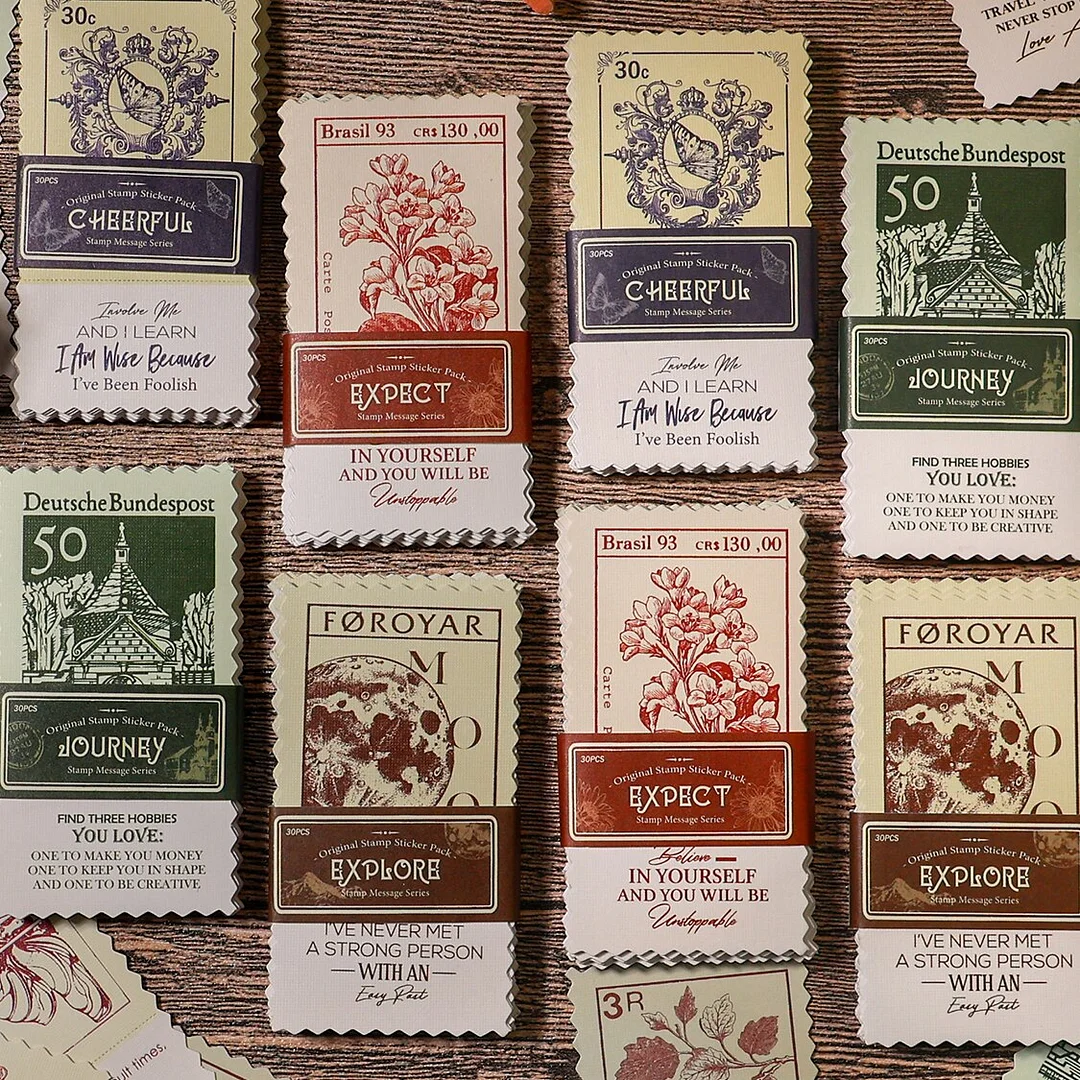 30c
30PCS
Original Stamp Sticker Pack
CHEERFUL
Stamp Message Series
Involve Me
AND I LEARN
I Am Wise Because
I've Been Foolish
Brasil 93 CR$130,00
Carte Pos
30PCS
Original Stamp Sticker Pack
EXPECT
Stamp Message Series
IN YOURSELF
AND YOU WILL BE
Unstoppable
30c
30PCS
Original Stamp Sticker Pack
CHEERFUL
Stamp Message Series
Involve Me
AND I LEARN
I Am Wise Because
I've Been Foolish
TRAVEL
NEVER STOP
Love
Deutsche Bundespost
50
30PCS
Original Stamp Sticker Pack
JOURNEY
Stamp Message Series
FIND THREE HOBBIES
YOU LOVE:
ONE TO MAKE YOU MONEY
ONE TO KEEP YOU IN SHAPE
AND ONE TO BE CREATIVE
Deutsche Bundespost
50
30PCS
Original Stamp Sticker Pack
JOURNEY
Stamp Message Series
FIND THREE HOBBIES
YOU LOVE:
ONE TO MAKE YOU MONEY
ONE TO KEEP YOU IN SHAPE
AND ONE TO BE CREATIVE
FØROYAR
M
O
O
30PCS
Original Stamp Sticker Pack
EXPLORE
Stamp Message Series
I'VE NEVER MET
A STRONG PERSON
—WITH AN—
Easy Past
Brasil 93 CR$130,00
Carte P
30PCS
Original Stamp Sticker Pack
EXPECT
Stamp Message Series
Believe —
IN YOURSELF
AND YOU WILL BE
Unstoppable
FØROYAR
M
O
O
30PCS
Original Stamp Sticker Pack
EXPLORE
Stamp Message Series
I'VE NEVER MET
A STRONG PERSON
—WITH AN—
Easy Past
times,
3R